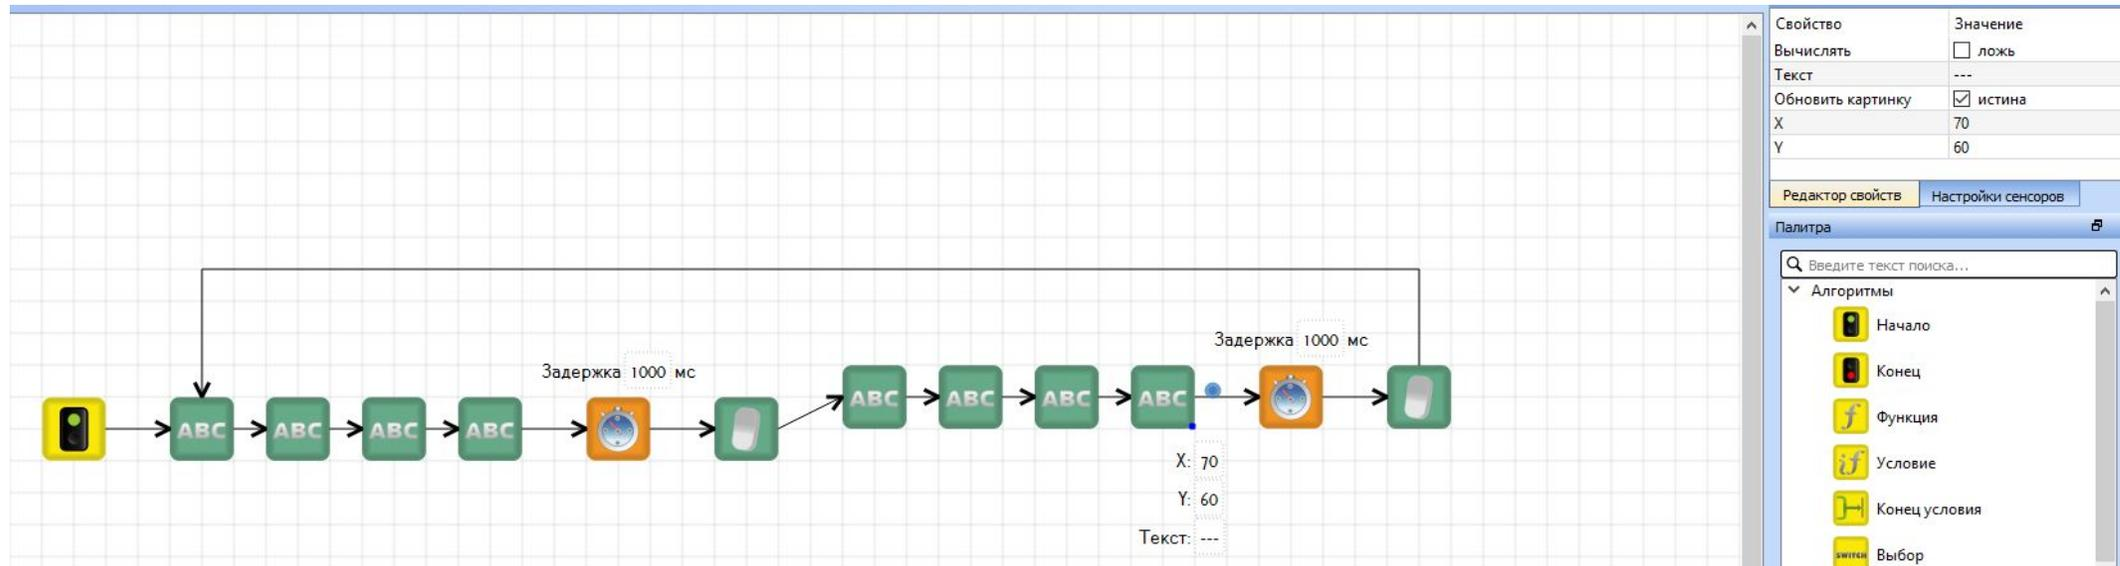 Свойство Значение
Вычислять ложь
Текст ---
Обновить картинку истина
X 70
Y 60
Редактор свойств Настройки сенсоров
Палитра
Введите текст поиска...
Алгоритмы
Начало
Конец
Функция
Условие
Конец условия
SWITCH Выбор
Задержка 1000 мс
Задержка 1000 мс
ABC ABC ABC ABC
ABC ABC ABC ABC
X: 70
Y: 60
Текст: ---
f
if